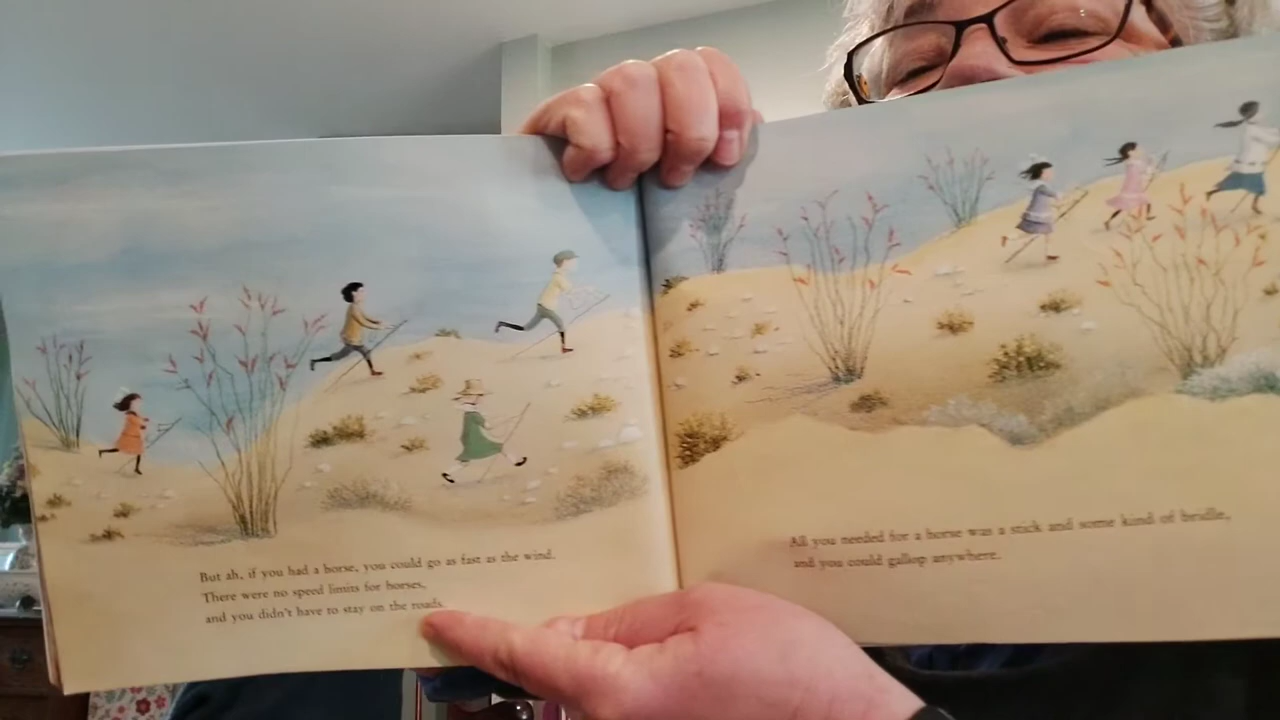 But ah, if you had a horse, you could go as fast as the wind.
There were no speed limits for horses,
and you didn't have to stay on the roads.
All you needed for a horse was a stick and some kind of bridle,
and you could gallop anywhere.